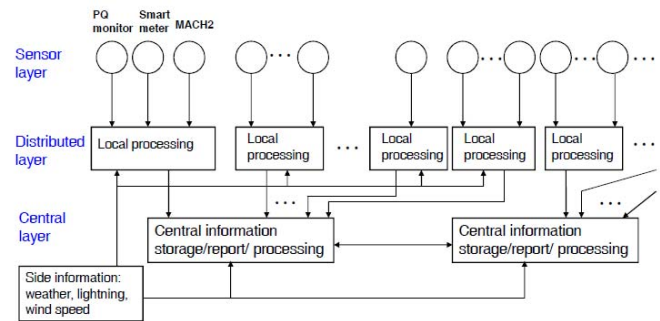 PQ monitor
Smart meter
MACH2
Sensor layer
Distributed layer
Local processing
Local processing
Local processing
Local processing
Local processing
Central layer
Central information storage/report/ processing
Central information storage/report/ processing
Side information:
weather, lightning,
wind speed